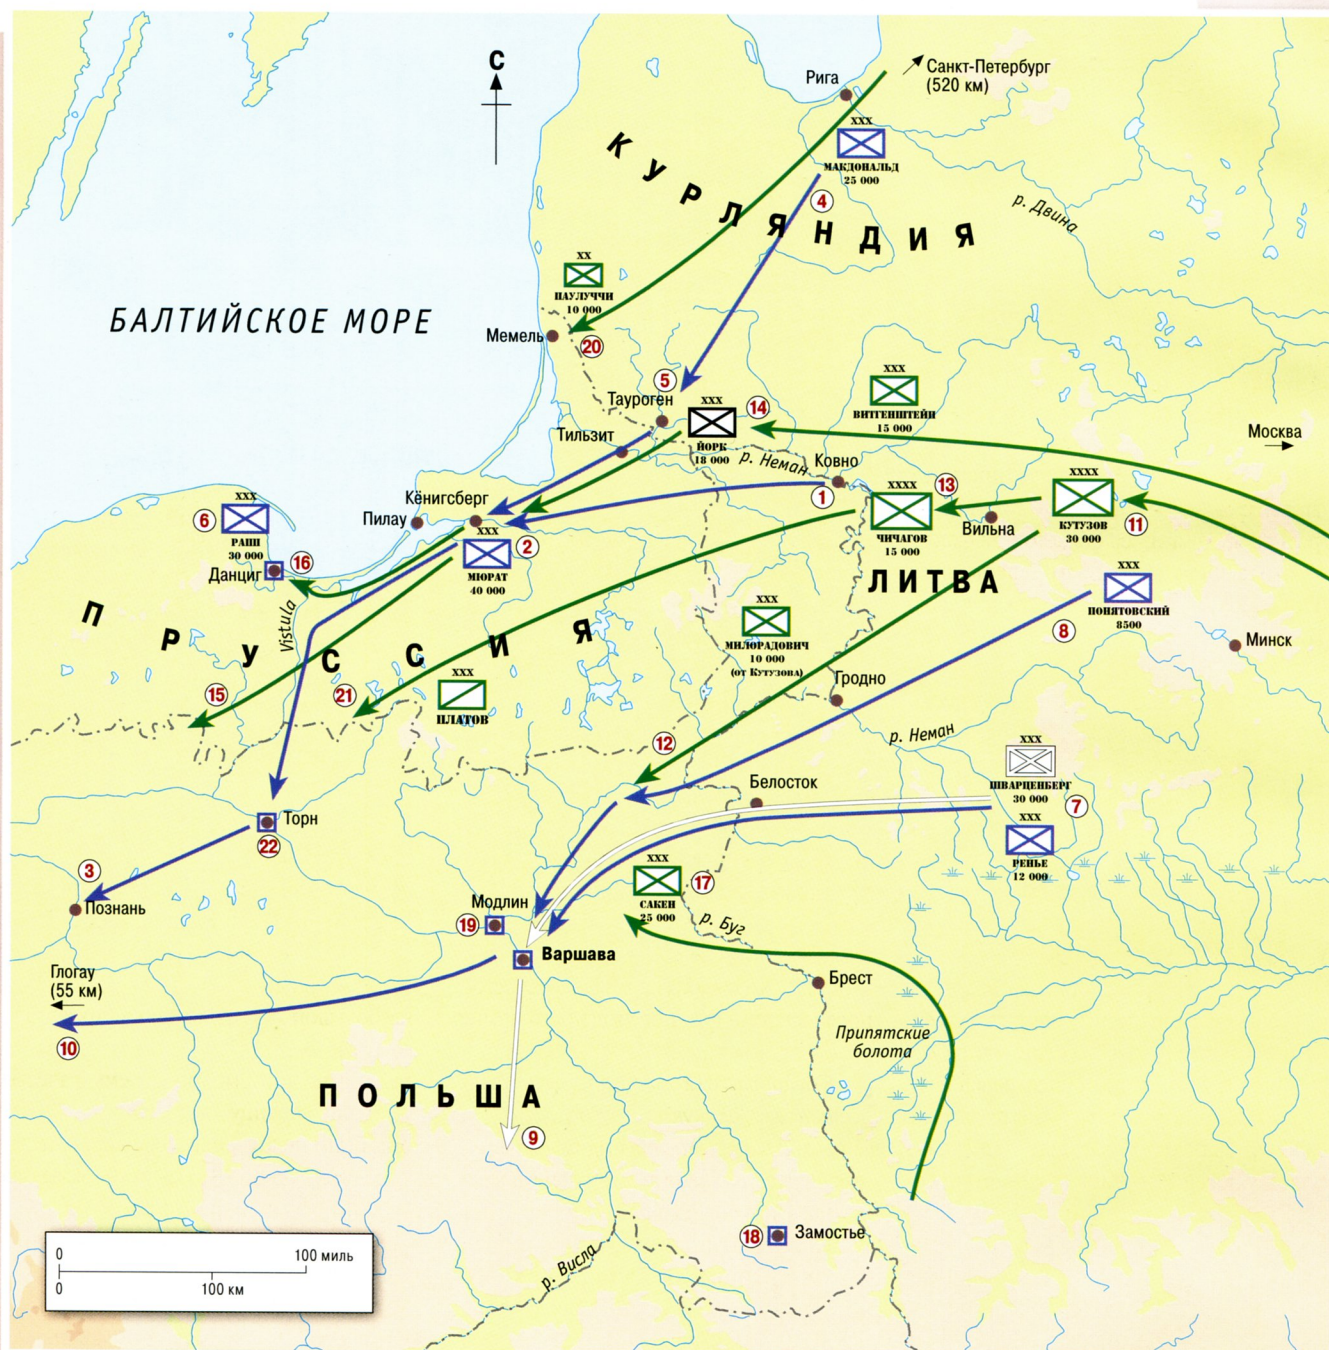 С
Рига
Санкт-Петербург
(520 км)
XXX
МАКДОНАЛЬД
25 000
4
КУРЛЯНДИЯ
р. Двина
XX
ПАУЛУЧЧИ
10 000
БАЛТИЙСКОЕ МОРЕ
Мемель
20
5
Тауроген
XXX
ЙОРК
18 000
14
XXX
ВИТГЕНШТЕЙН
15 000
Москва
Тильзит
р. Неман
Ковно
1
XXXX
ЧИЧАГОВ
15 000
13
Вильна
XXXX
КУТУЗОВ
30 000
11
Кёнигсберг
Пилау
XXX
МЮРАТ
40 000
2
6
XXX
РАПП
30 000
Данциг
16
Vistula
ЛИТВА
XXX
ПОНЯТОВСКИЙ
8500
8
Минск
ПРУССИЯ
XXX
МИЛОРАДОВИЧ
10 000
(от Кутузова)
15
21
XXX
ПЛАТОВ
Гродно
р. Неман
12
Белосток
XXX
ШВАРЦЕНБЕРГ
30 000
7
XXX
РЕНЬЕ
12 000
Торн
22
3
Познань
XXX
САКЕН
25 000
17
Модлин
19
р. Буг
Варшава
Глогау
(55 км)
10
Брест
Припятские
болота
ПОЛЬША
9
18
Замостье
р. Висла
0
100 миль
0
100 км